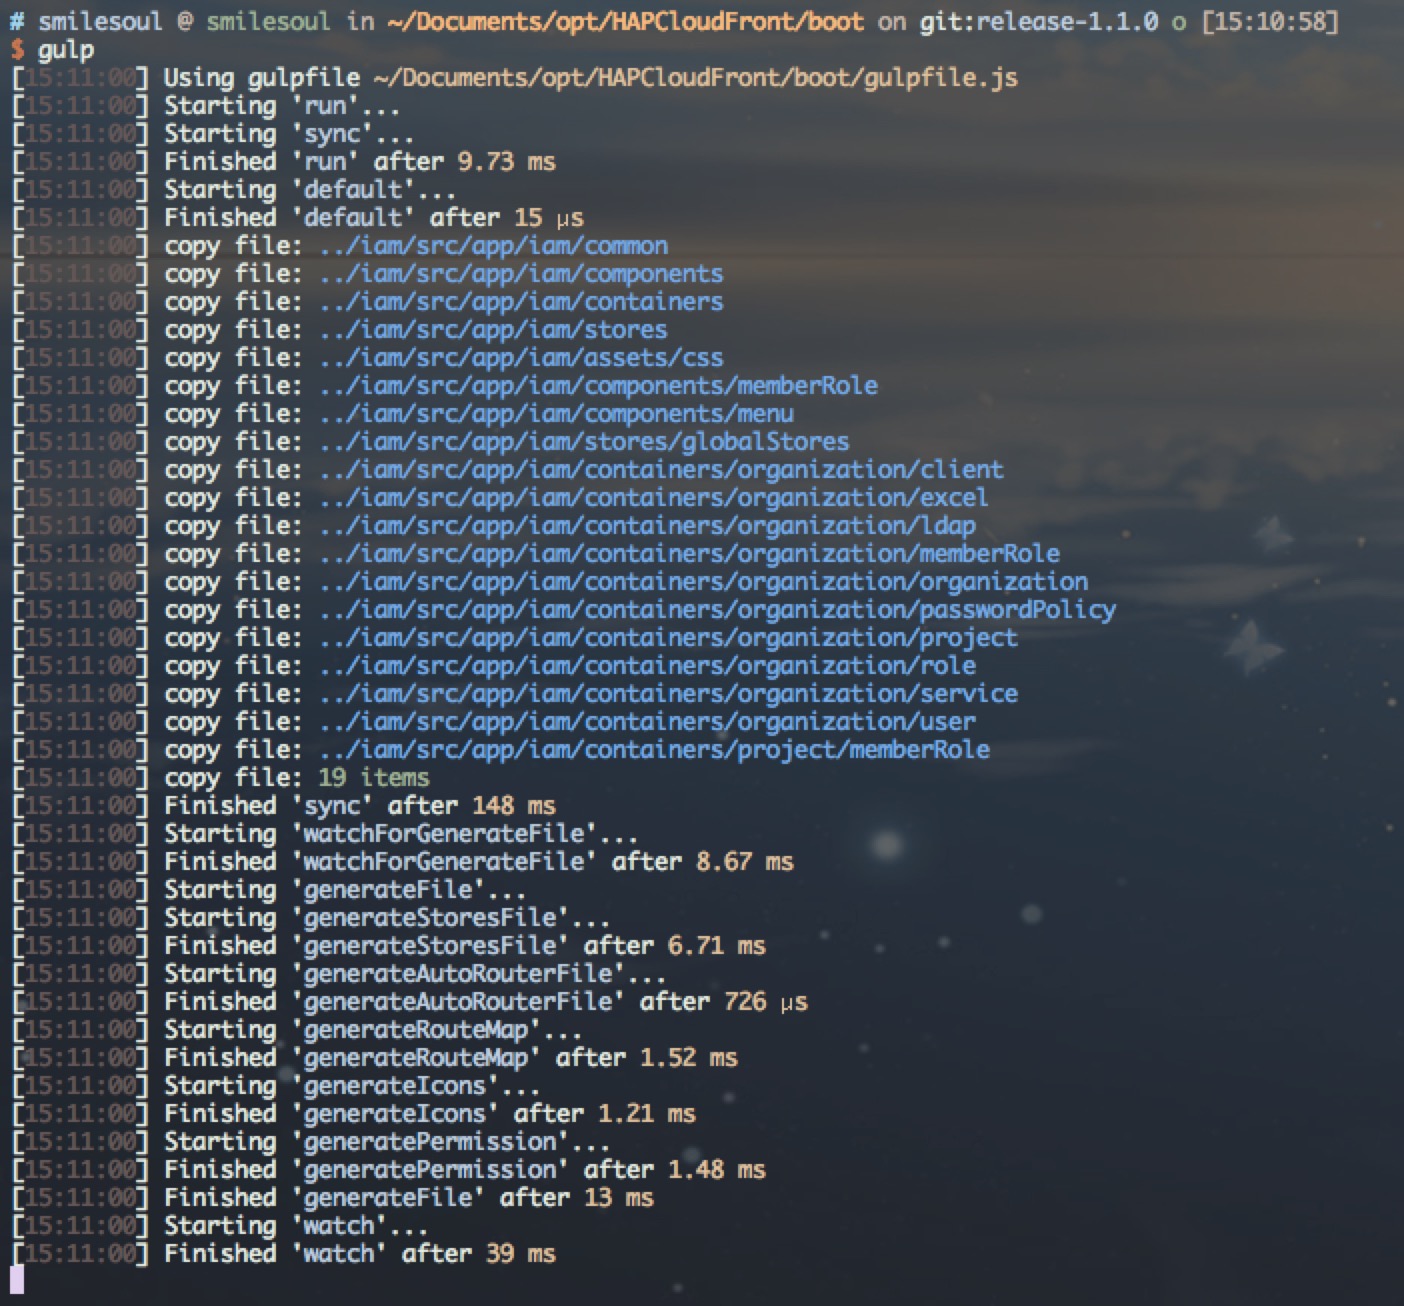 # smilesoul @ smilesoul in ~/Documents/opt/HAPCloudFront/boot on git:release-1.1.0 o [15:10:58]
$ gulp
[15:11:00] Using gulpfile ~/Documents/opt/HAPCloudFront/boot/gulpfile.js
[15:11:00] Starting 'run'...
[15:11:00] Starting 'sync'...
[15:11:00] Finished 'run' after 9.73 ms
[15:11:00] Starting 'default'...
[15:11:00] Finished 'default' after 15 μs
[15:11:00] copy file: ../iam/src/app/iam/common
[15:11:00] copy file: ../iam/src/app/iam/components
[15:11:00] copy file: ../iam/src/app/iam/containers
[15:11:00] copy file: ../iam/src/app/iam/stores
[15:11:00] copy file: ../iam/src/app/iam/assets/css
[15:11:00] copy file: ../iam/src/app/iam/components/memberRole
[15:11:00] copy file: ../iam/src/app/iam/components/menu
[15:11:00] copy file: ../iam/src/app/iam/stores/globalStores
[15:11:00] copy file: ../iam/src/app/iam/containers/organization/client
[15:11:00] copy file: ../iam/src/app/iam/containers/organization/excel
[15:11:00] copy file: ../iam/src/app/iam/containers/organization/ldap
[15:11:00] copy file: ../iam/src/app/iam/containers/organization/memberRole
[15:11:00] copy file: ../iam/src/app/iam/containers/organization/organization
[15:11:00] copy file: ../iam/src/app/iam/containers/organization/passwordPolicy
[15:11:00] copy file: ../iam/src/app/iam/containers/organization/project
[15:11:00] copy file: ../iam/src/app/iam/containers/organization/role
[15:11:00] copy file: ../iam/src/app/iam/containers/organization/service
[15:11:00] copy file: ../iam/src/app/iam/containers/organization/user
[15:11:00] copy file: ../iam/src/app/iam/containers/project/memberRole
[15:11:00] copy file: 19 items
[15:11:00] Finished 'sync' after 148 ms
[15:11:00] Starting 'watchForGenerateFile'...
[15:11:00] Finished 'watchForGenerateFile' after 8.67 ms
[15:11:00] Starting 'generateFile'...
[15:11:00] Starting 'generateStoresFile'...
[15:11:00] Finished 'generateStoresFile' after 6.71 ms
[15:11:00] Starting 'generateAutoRouterFile'...
[15:11:00] Finished 'generateAutoRouterFile' after 726 μs
[15:11:00] Starting 'generateRouteMap'...
[15:11:00] Finished 'generateRouteMap' after 1.52 ms
[15:11:00] Starting 'generateIcons'...
[15:11:00] Finished 'generateIcons' after 1.21 ms
[15:11:00] Starting 'generatePermission'...
[15:11:00] Finished 'generatePermission' after 1.48 ms
[15:11:00] Finished 'generateFile' after 13 ms
[15:11:00] Starting 'watch'...
[15:11:00] Finished 'watch' after 39 ms